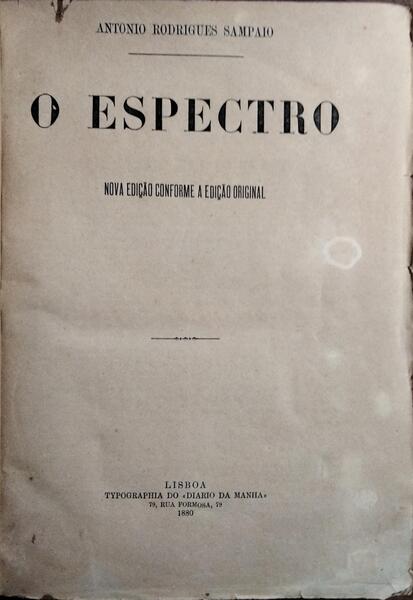 ANTONIO RODRIGUES SAMPAIO
O ESPECTRO
NOVA EDIÇÃO CONFORME A EDIÇÃO ORIGINAL
LISBOA
TYPOGRAPHIA DO «DIARIO DA MANHA»
79, RUA FORMOSA, 79
1880